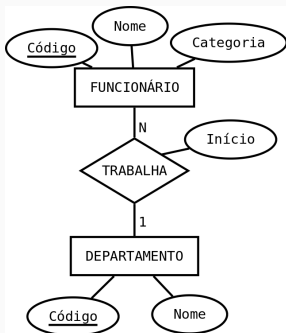 Nome
Código
Categoria
FUNCIONÁRIO
N
Início
TRABALHA
1
DEPARTAMENTO
Código
Nome